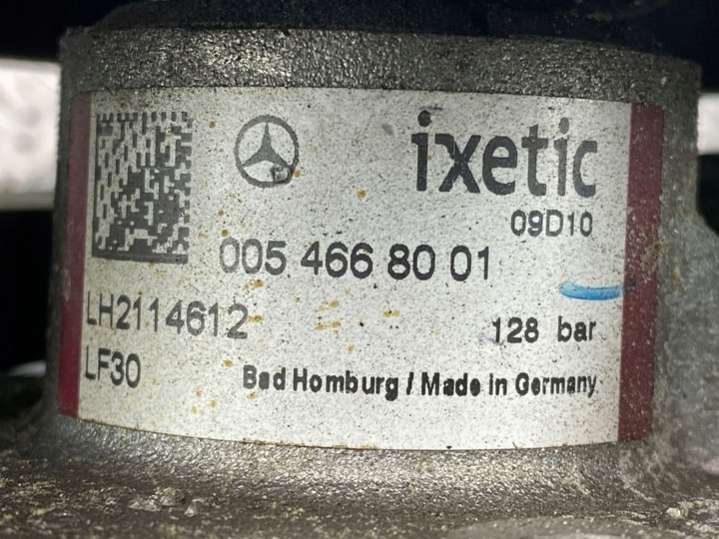 ixetic
09D10
005 466 80 01
LH2114612
128 bar
LF30
Bad Homburg / Made in Germany